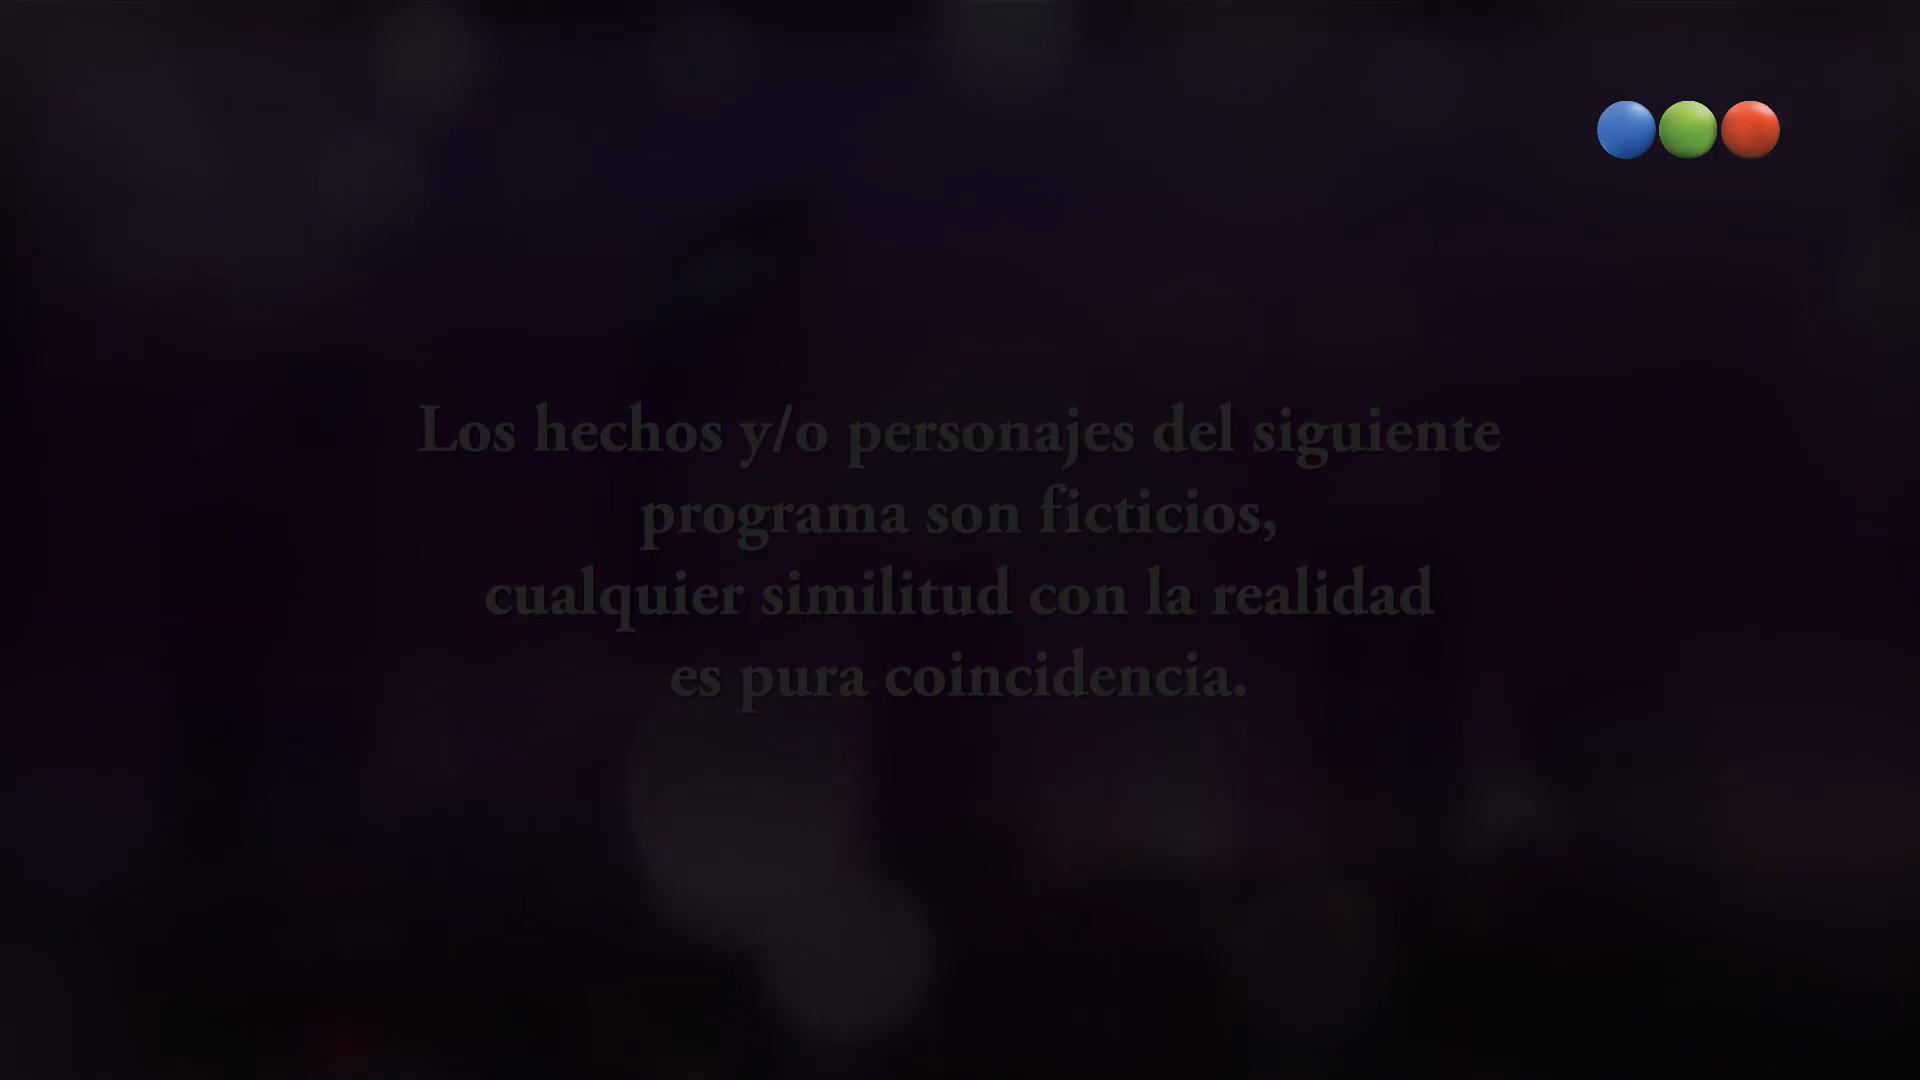 Los hechos y/o personajes del siguiente
programa son ficticios,
cualquier similitud con la realidad
es pura coincidencia.